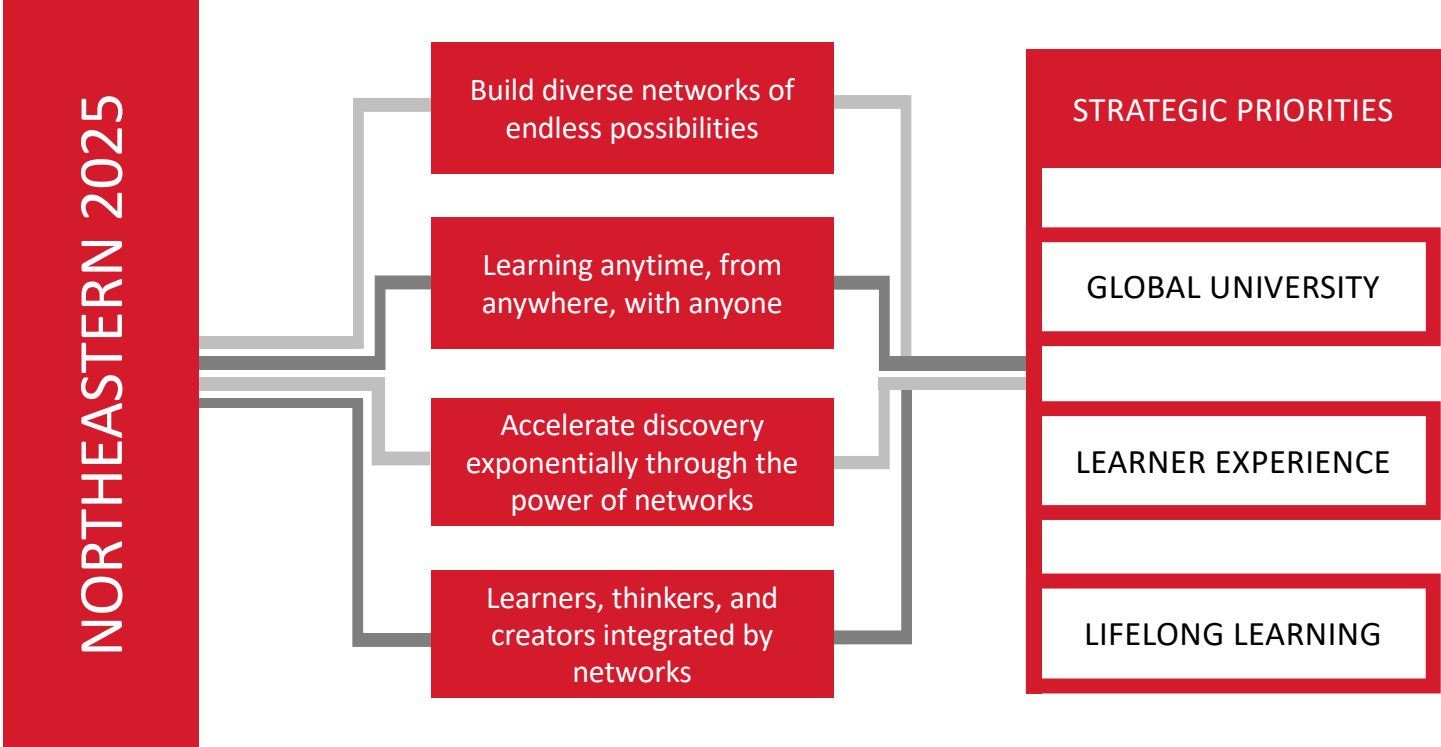 NORTHEASTERN 2025
Build diverse networks of
endless possibilities
Learning anytime, from
anywhere, with anyone
Accelerate discovery
exponentially through the
power of networks
Learners, thinkers, and
creators integrated by
networks
STRATEGIC PRIORITIES
GLOBAL UNIVERSITY
LEARNER EXPERIENCE
LIFELONG LEARNING